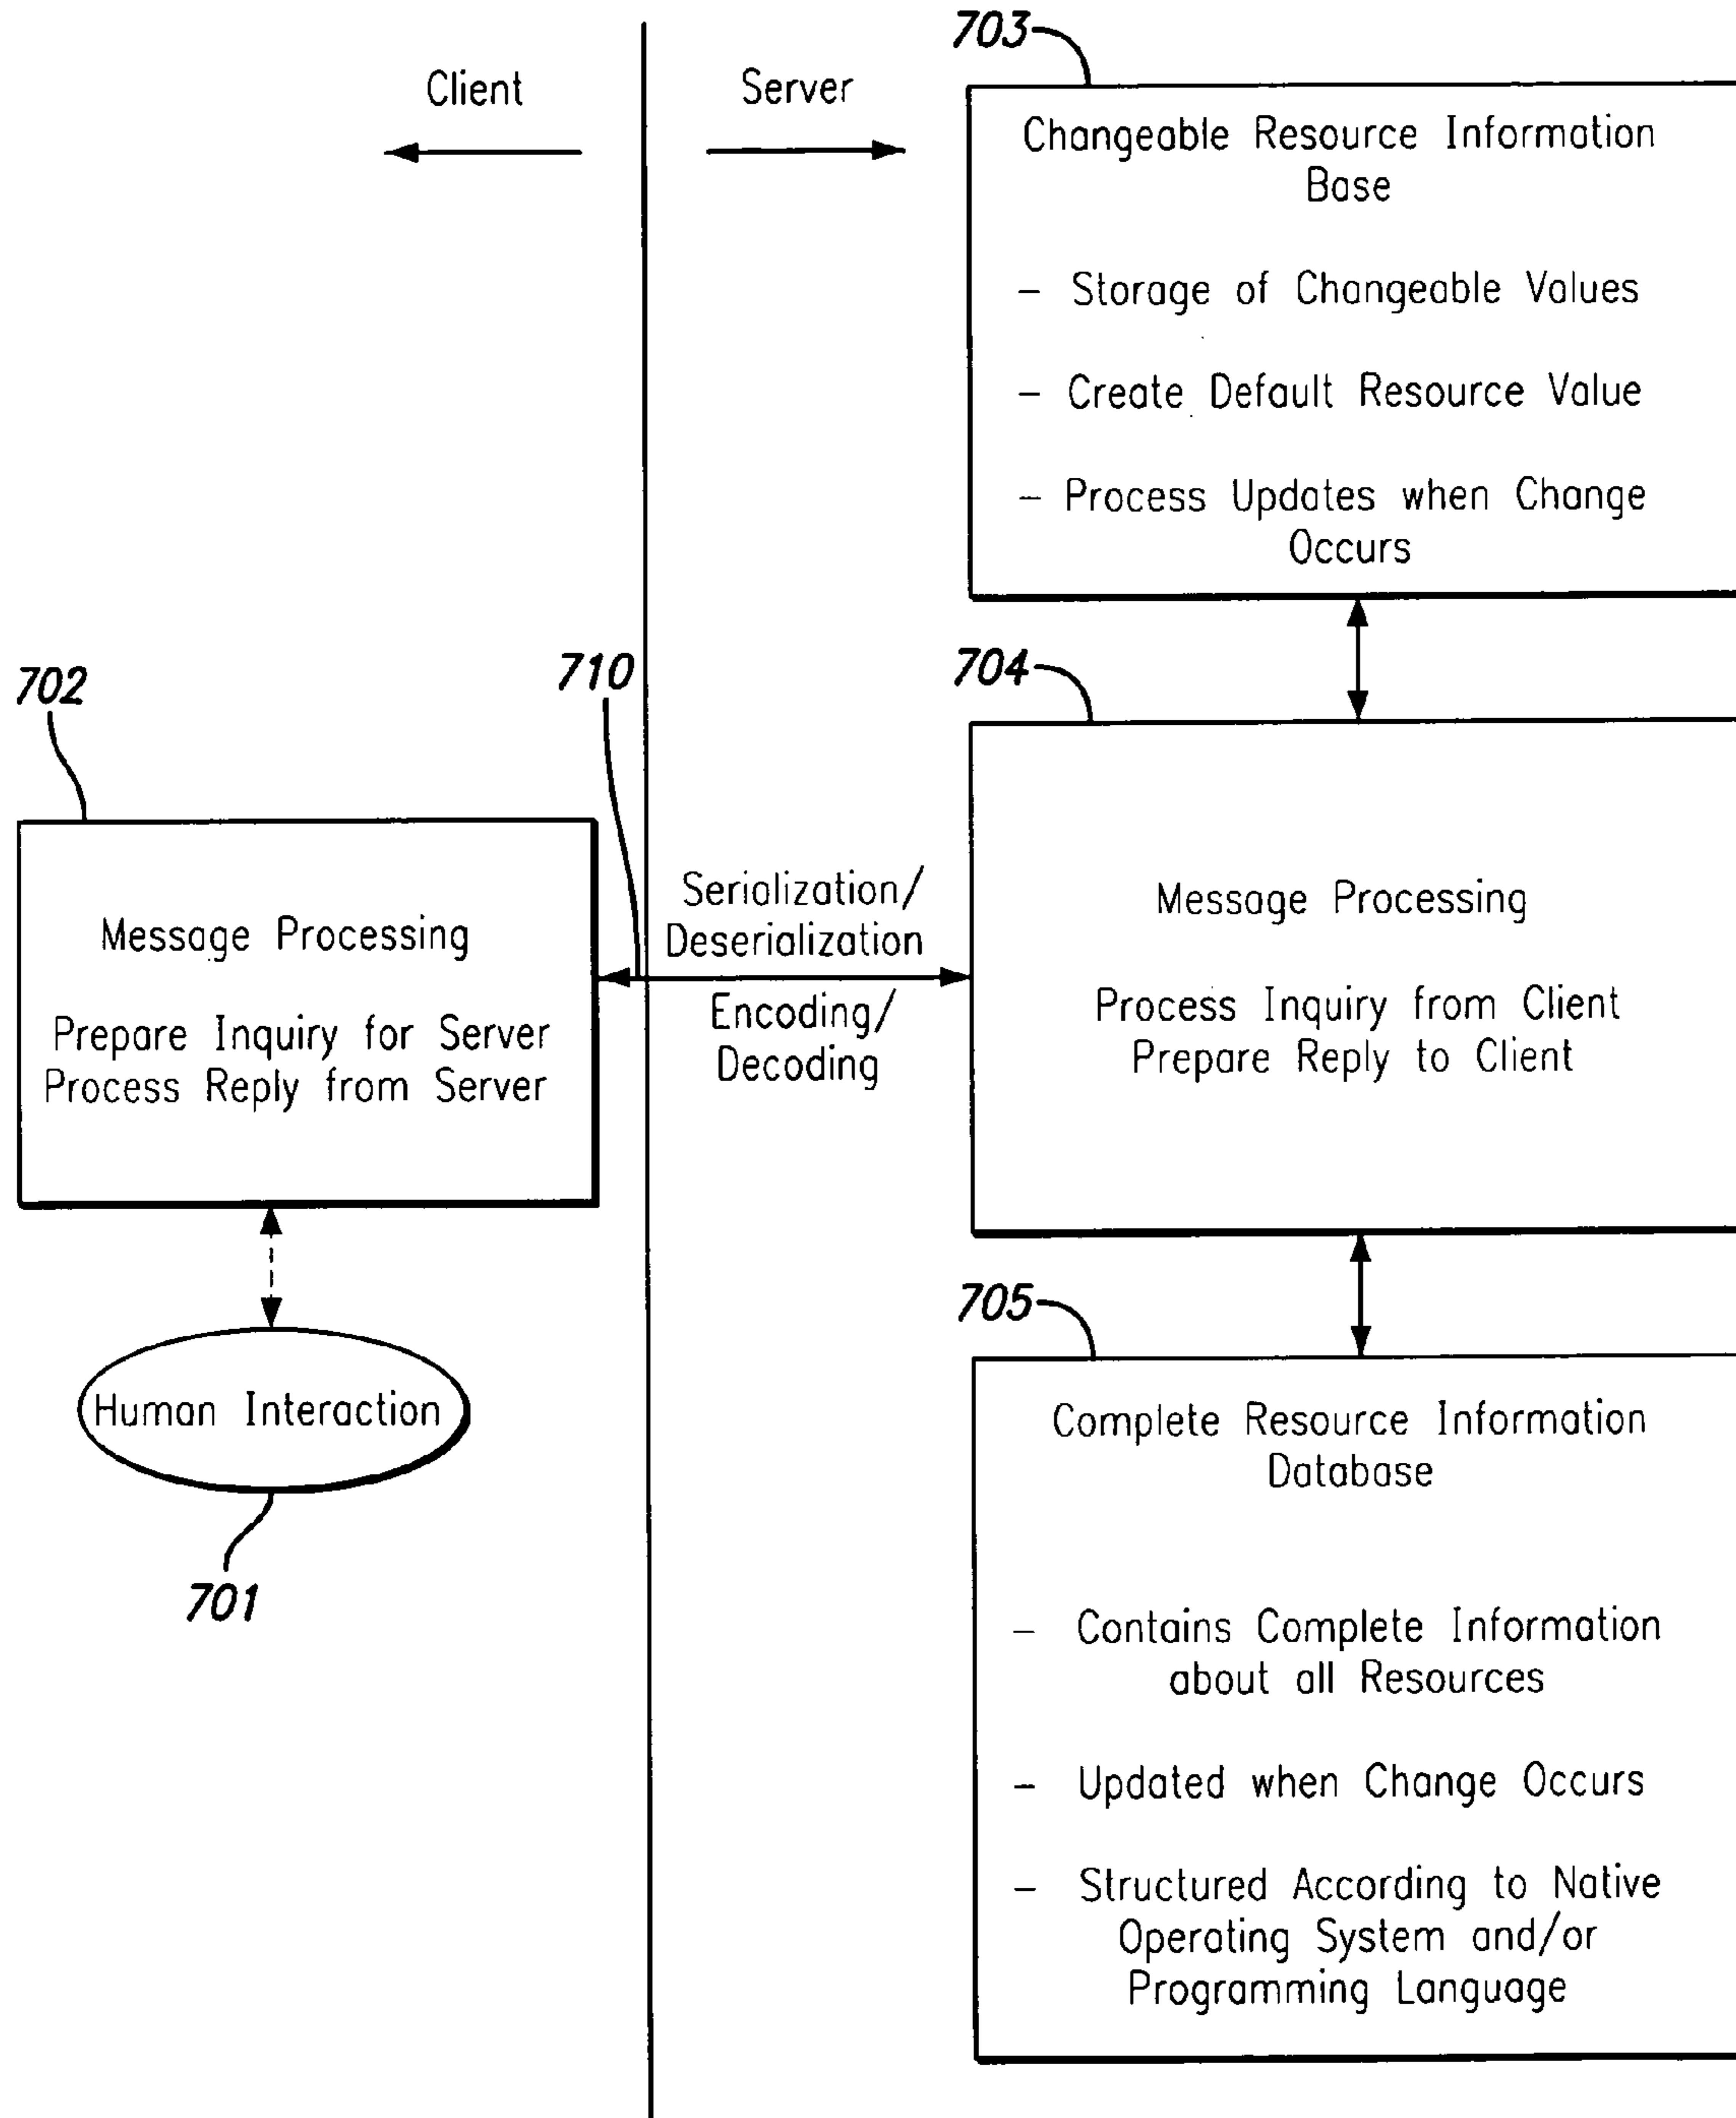 Client
Server
703
Changeable Resource Information
Base
- Storage of Changeable Values
- Create Default Resource Value
- Process Updates when Change
Occurs
702
710
704
Message Processing
Prepare Inquiry for Server
Process Reply from Server
Serialization/
Deserialization
Encoding/
Decoding
Message Processing
Process Inquiry from Client
Prepare Reply to Client
Human Interaction
701
705
Complete Resource Information
Database
- Contains Complete Information
about all Resources
- Updated when Change Occurs
- Structured According to Native
Operating System and/or
Programming Language